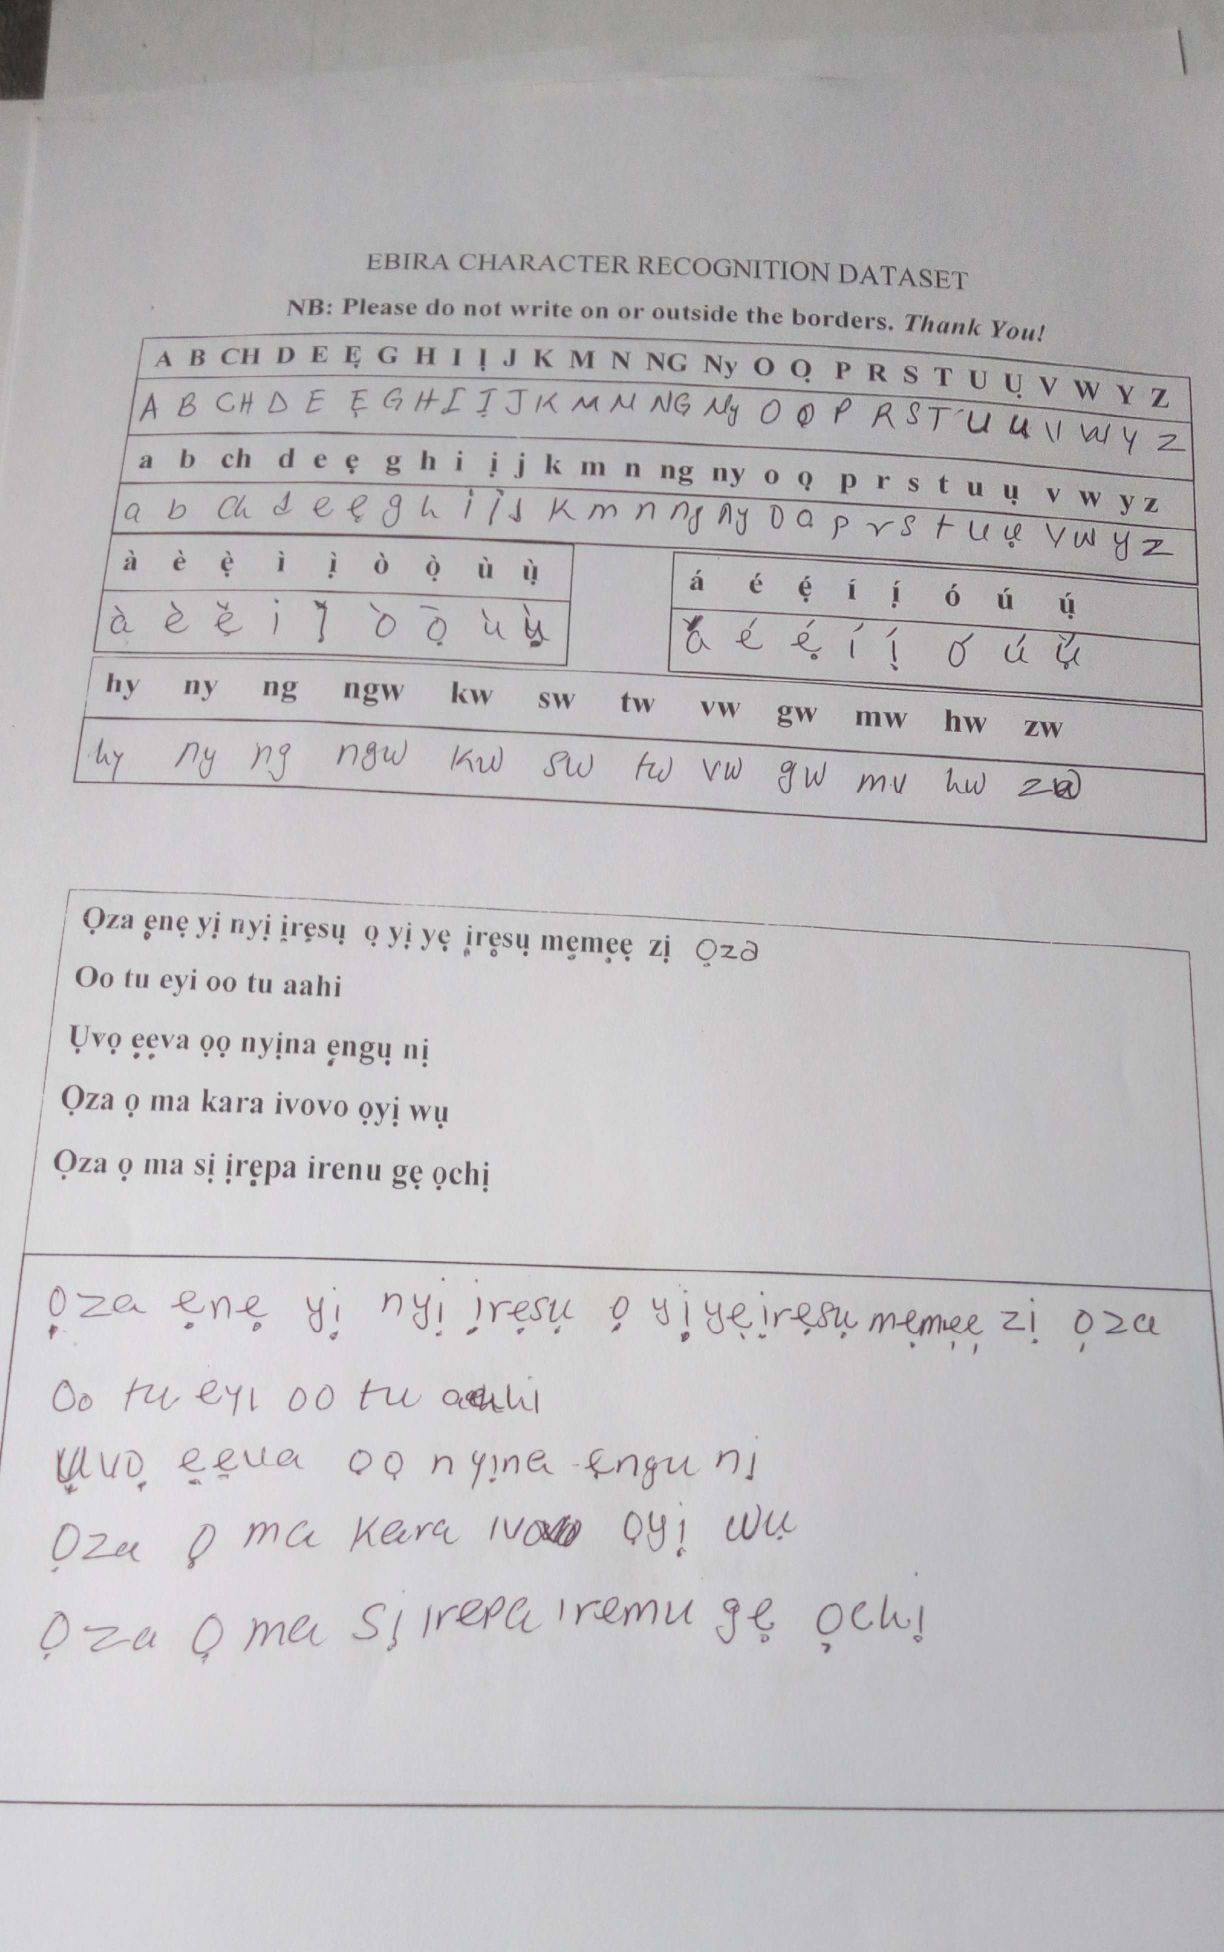 EBIRA CHARACTER RECOGNITION DATASET
NB: Please do not write on or outside the borders. Thank You!
A B CH D E Ẹ G H I Ị J K M N NG Ny O Ọ P R S T U Ụ V W Y Z
A B CH D E Ẹ G H I Ị J K M N NG Ny O Ọ P R S T U Ụ V W Y Z
a b ch d e ẹ g h i ị j k m n ng ny o ọ p r s t u ụ v w y z
a b ch d e ẹ g h i ị j k m n ng ny o ọ p r s t u ụ v w y z
à è ẹ̀ ì ị̀ ò ọ̀ ù ụ̀ á é ẹ́ í ị́ ó ú ụ́
à è ẹ̀ ì ị̀ ò ọ̀ ù ụ̀ á é ẹ́ í ị́ ó ú ụ́
hy ny ng ngw kw sw tw vw gw mw hw zw
hy ny ng ngw kw sw tw vw gw mw hw
Ọza ẹnẹ yị nyị ịrẹsụ ọ yị yẹ ịrẹsụ mẹmẹẹ zị Ọza
Oo tu eyi oo tu aahi
Ụvọ ẹẹva ọọ nyịna ẹngụ nị
Ọza ọ ma kara ivovo ọyị wụ
Ọza ọ ma sị ịrẹpa irenu gẹ ọchị
Ọza ẹnẹ yị nyị ịrẹsụ ọ yị yẹ ịrẹsụ mẹmẹẹ zị ọza
Oo tu eyi oo tu
Ụvọ ẹẹva ọọ nyịna ẹngu nị
Ọza ọ ma kara ọyị wụ
Ọza ọ ma sị irepa iremu gẹ ọchị